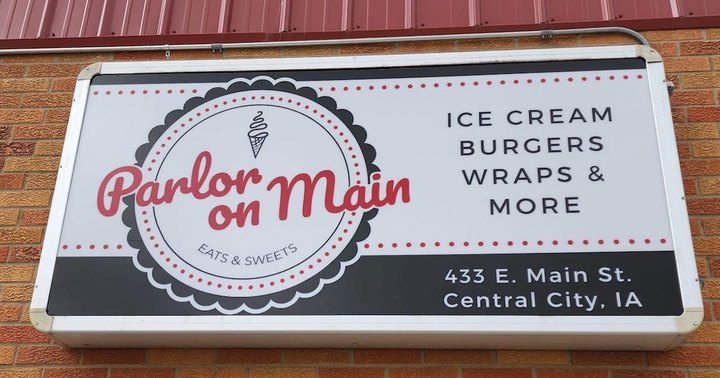 Parlor
on Main
EATS & SWEETS
ICE CREAM
BURGERS
WRAPS &
MORE
433 E. Main St.
Central City, IA